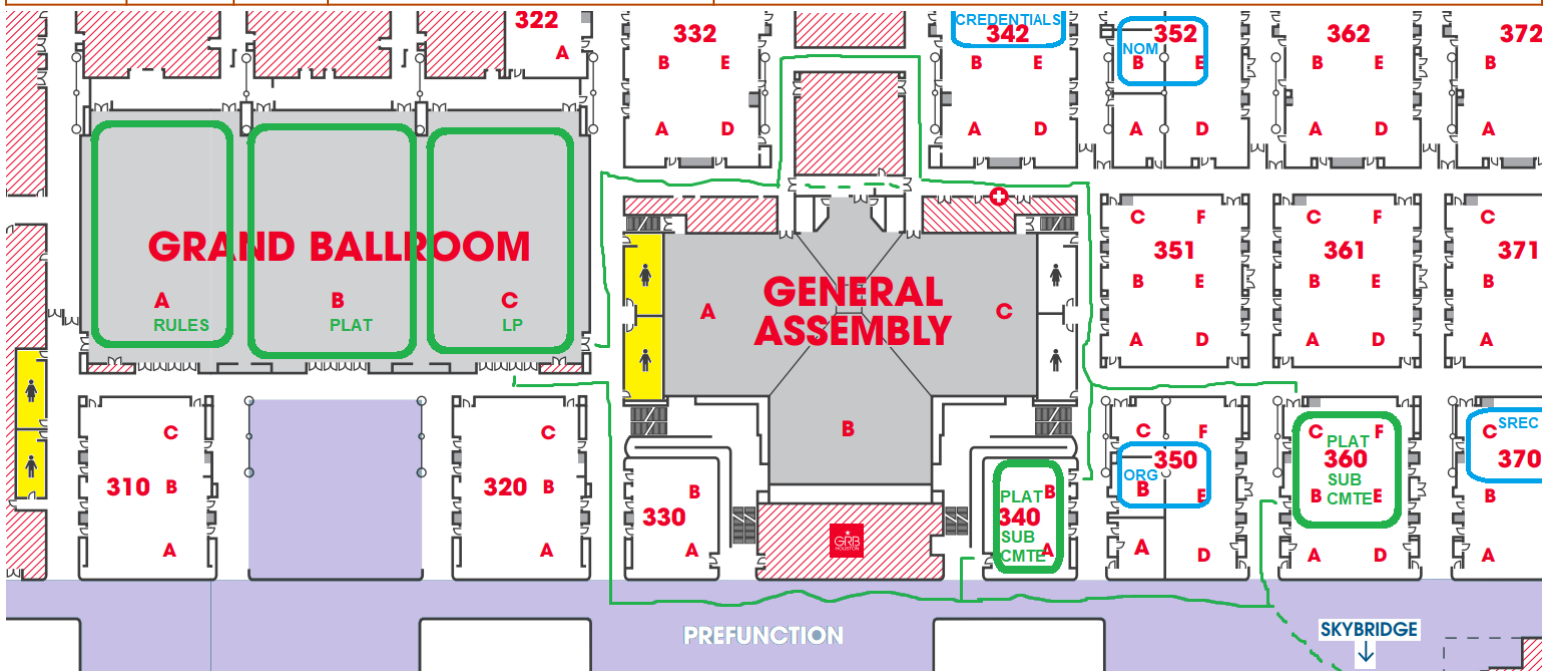 322
A
332
B E
A D
CREDENTIALS
342
B E
A D
352
NOM
B E
A D
362
B E
A D
372
B
A
GRAND BALLROOM
A
RULES
B
PLAT
C
LP
GENERAL
ASSEMBLY
A
C
B
C F
351
B E
A D
C F
361
B E
A D
C
371
B
A
C
310 B
A
C
320 B
A
B
330
A
GRB
HOUSTON
PLAT B
340
SUB
CMTE A
C F
350
ORG
B E
A D
C PLAT F
360
SUB
B CMTE E
A D
SREC
C
370
B
A
PREFUNCTION
SKYBRIDGE